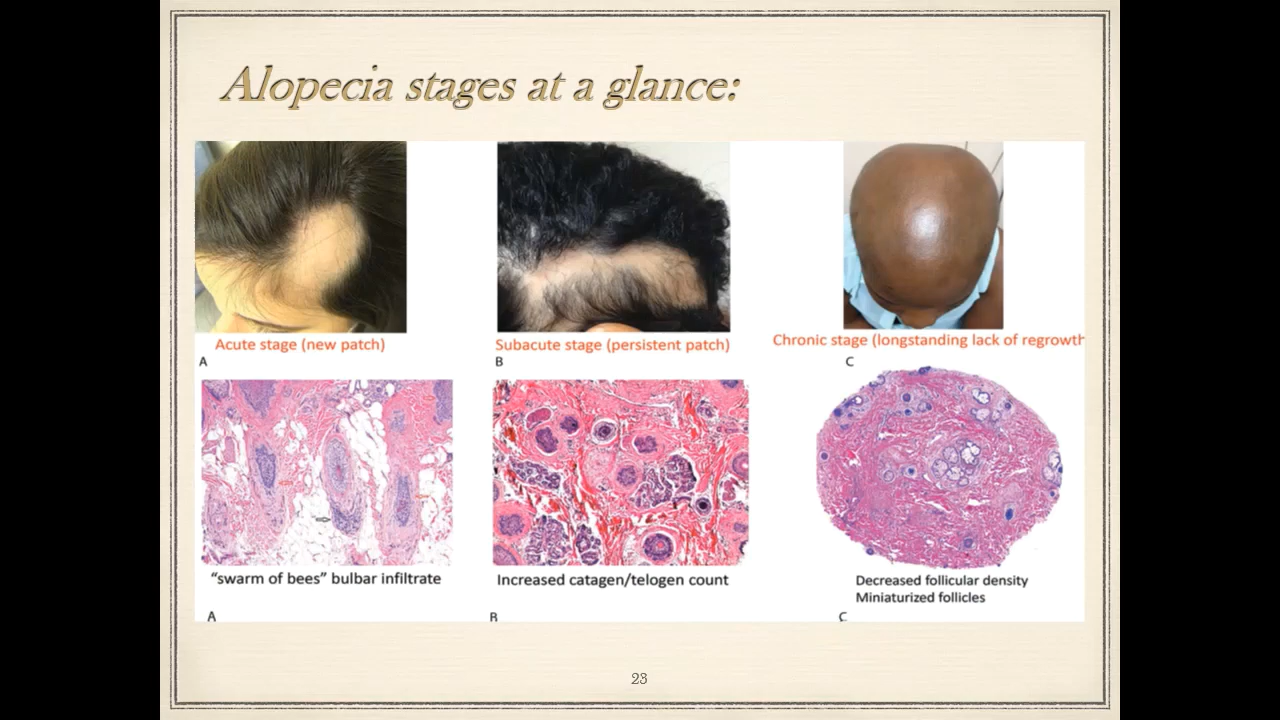 Alopecia stages at a glance:
Acute stage (new patch)
A
Subacute stage (persistent patch)
B
Chronic stage (longstanding lack of regrowth
C
"swarm of bees" bulbar infiltrate
A
Increased catagen/telogen count
B
Decreased follicular density
Miniaturized follicles
C
23